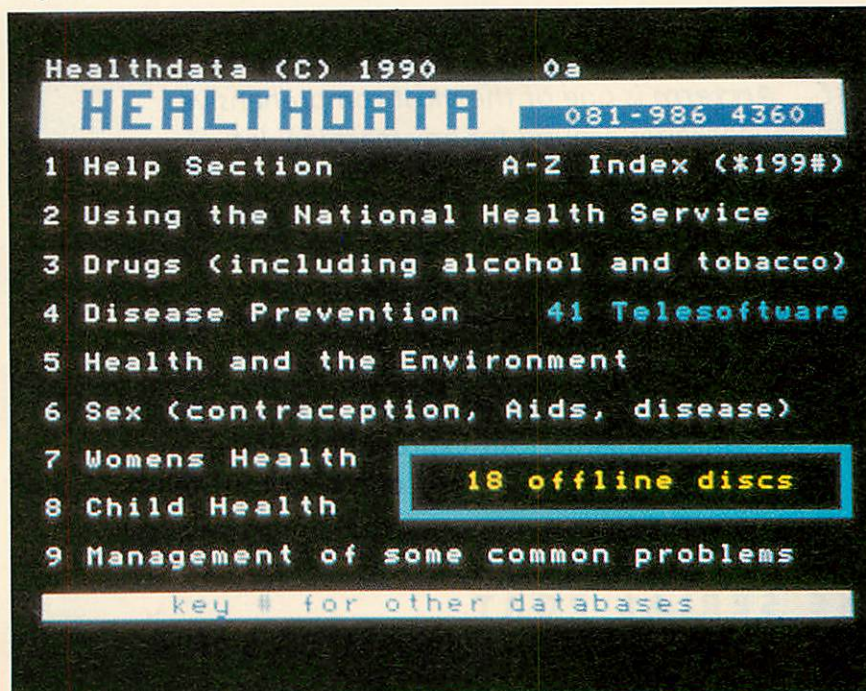 Healthdata (C) 1990 0a
HEALTHDATA 081-986 4360
1 Help Section A-Z Index (*199#)
2 Using the National Health Service
3 Drugs (including alcohol and tobacco)
4 Disease Prevention 41 Telesoftware
5 Health and the Environment
6 Sex (contraception, Aids, disease)
7 Womens Health
18 offline discs
8 Child Health
9 Management of some common problems
key # for other databases